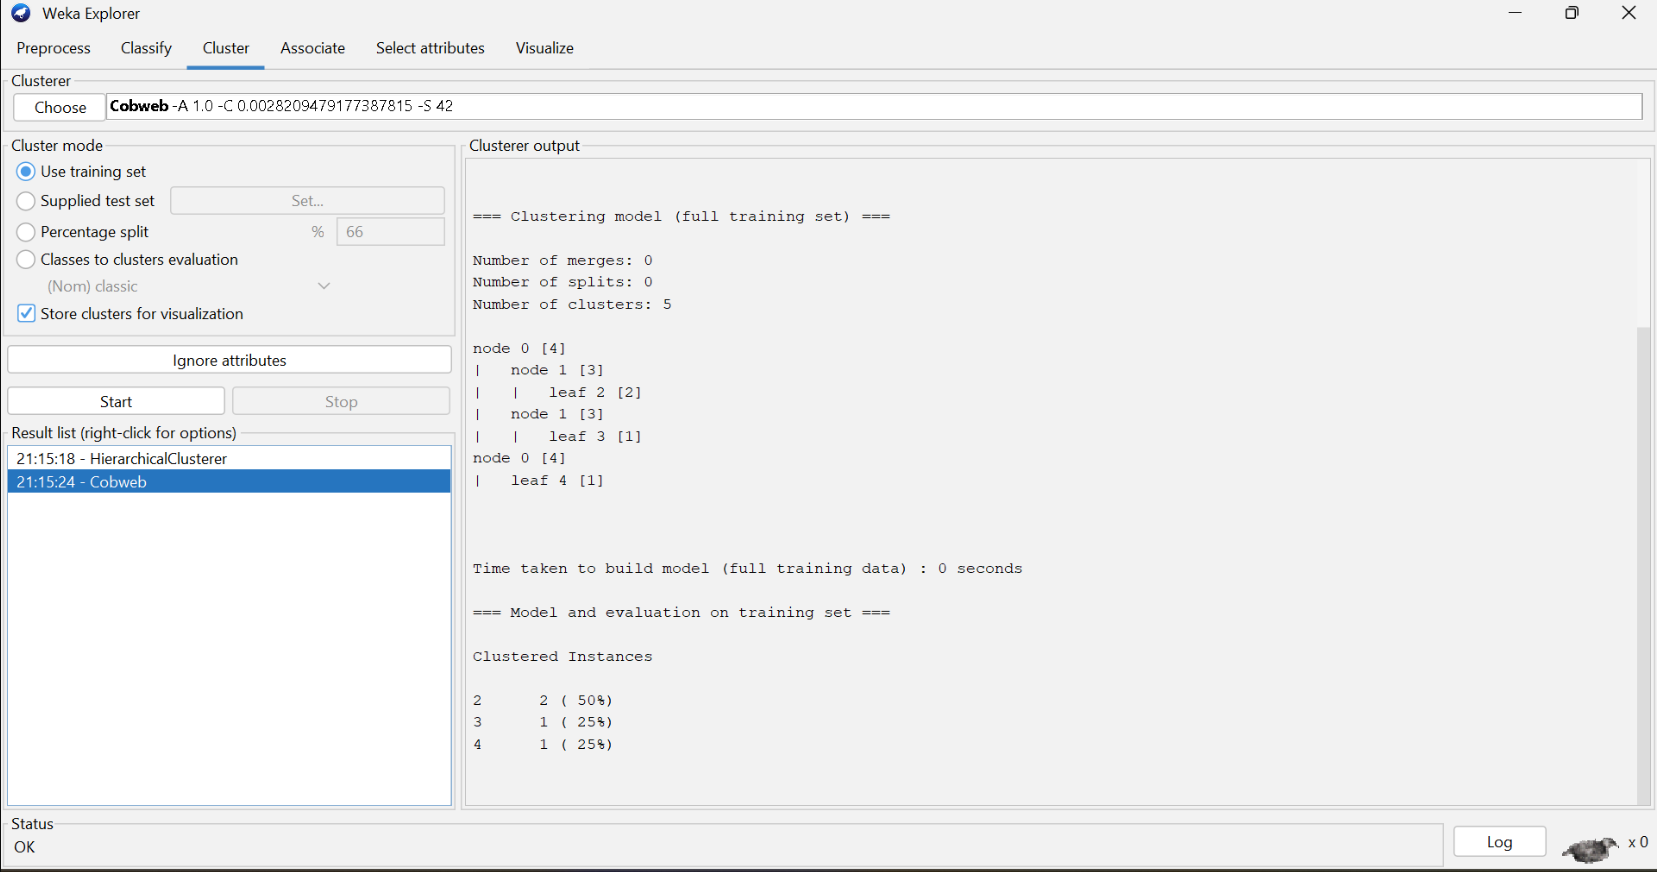 Weka Explorer
Preprocess Classify Cluster Associate Select attributes Visualize
Clusterer
Choose Cobweb -A 1.0 -C 0.0028209479177387815 -S 42
Cluster mode
Use training set
Supplied test set Set...
Percentage split % 66
Classes to clusters evaluation
(Nom) classic
Store clusters for visualization
Ignore attributes
Start Stop
Result list (right-click for options)
21:15:18 - HierarchicalClusterer
21:15:24 - Cobweb
Clusterer output
=== Clustering model (full training set) ===
Number of merges: 0
Number of splits: 0
Number of clusters: 5
node 0 [4]
|   node 1 [3]
|   |   leaf 2 [2]
|   node 1 [3]
|   |   leaf 3 [1]
node 0 [4]
|   leaf 4 [1]
Time taken to build model (full training data) : 0 seconds
=== Model and evaluation on training set ===
Clustered Instances
2      2 ( 50%)
3      1 ( 25%)
4      1 ( 25%)
Status
OK
Log x 0